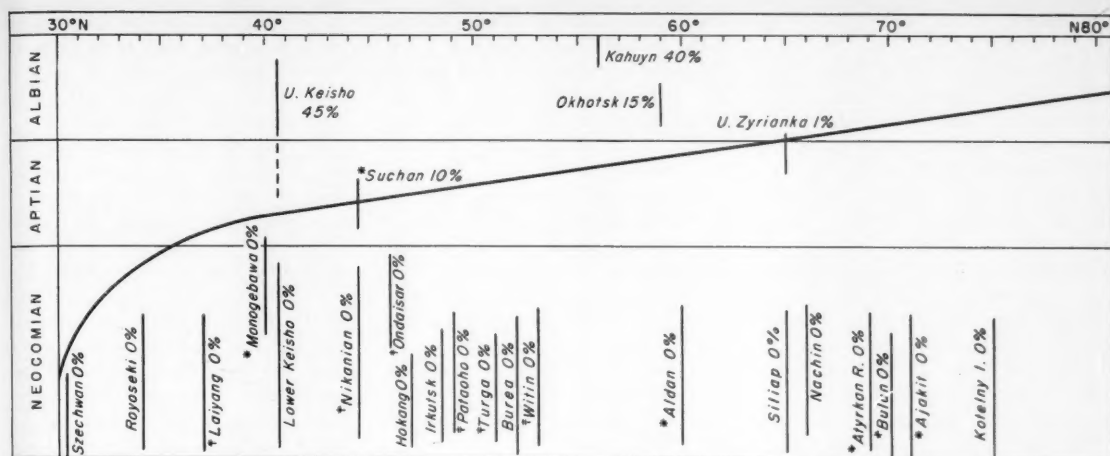 30°N 40° 50° 60° 70° N80°
ALBIAN
APTIAN
NEOCOMIAN
Kahuyn 40%
U. Keisho
45%
Okhotsk 15%
U. Zyrianka 1%
*Suchan 10%
Szechwan 0%
Royoseki 0%
†Laiyang 0%
*Monogebawa 0%
Lower Keisho 0%
†Nikanian 0%
†Ondaisar 0%
Hokang 0%
Irkutsk 0%
†Pataoho 0%
†Turga 0%
Burea 0%
†Witin 0%
*Aldan 0%
Siliap 0%
Nachin 0%
*Atyrkan R. 0%
*Bulun 0%
*Ajakit 0%
Kotelny I. 0%